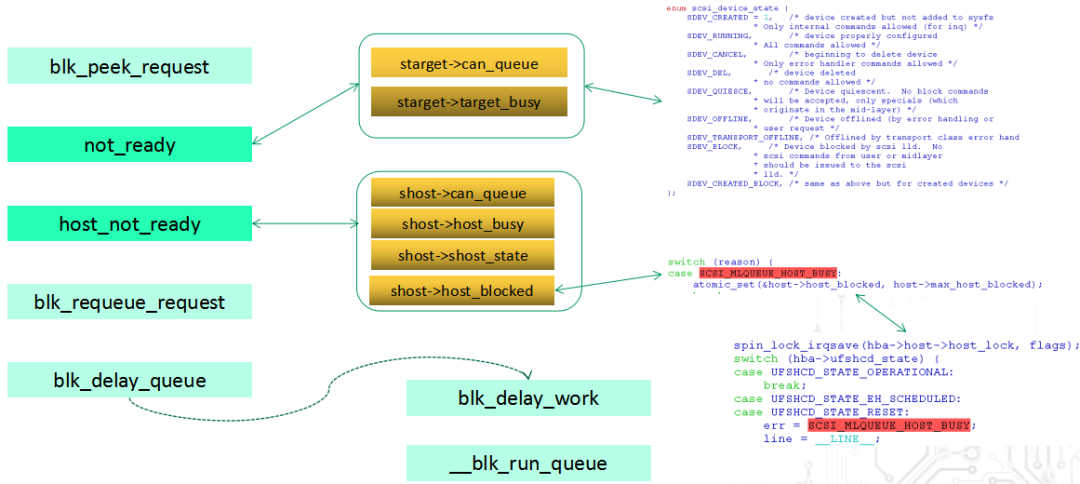 blk_peek_request
not_ready
host_not_ready
blk_requeue_request
blk_delay_queue
starget->can_queue
starget->target_busy
shost->can_queue
shost->host_busy
shost->shost_state
shost->host_blocked
blk_delay_work
__blk_run_queue
enum scsi_device_state {
SDEV_CREATED = 1, /* device created but not added to sysfs
* Only internal commands allowed (for inq) */
SDEV_RUNNING, /* device properly configured
* All commands allowed */
SDEV_CANCEL, /* beginning to delete device
* Only error handler commands allowed */
SDEV_DEL, /* device deleted
* no commands allowed */
SDEV_QUIESCE, /* Device quiescent. No block commands
* will be accepted, only specials (which
* originate in the mid-layer) */
SDEV_OFFLINE, /* Device offlined (by error handling or
* user request */
SDEV_TRANSPORT_OFFLINE, /* Offlined by transport class error hand
SDEV_BLOCK, /* Device blocked by scsi lld. No
* scsi commands from user or midlayer
* should be issued to the scsi
* lld. */
SDEV_CREATED_BLOCK, /* same as above but for created devices */
};
switch (reason) {
case SCSI_MLQUEUE_HOST_BUSY:
atomic_set(&host->host_blocked, host->max_host_blocked);
spin_lock_irqsave(hba->host->host_lock, flags);
switch (hba->ufshcd_state) {
case UFSHCD_STATE_OPERATIONAL:
break;
case UFSHCD_STATE_EH_SCHEDULED:
case UFSHCD_STATE_RESET:
err = SCSI_MLQUEUE_HOST_BUSY;
line = __LINE__;